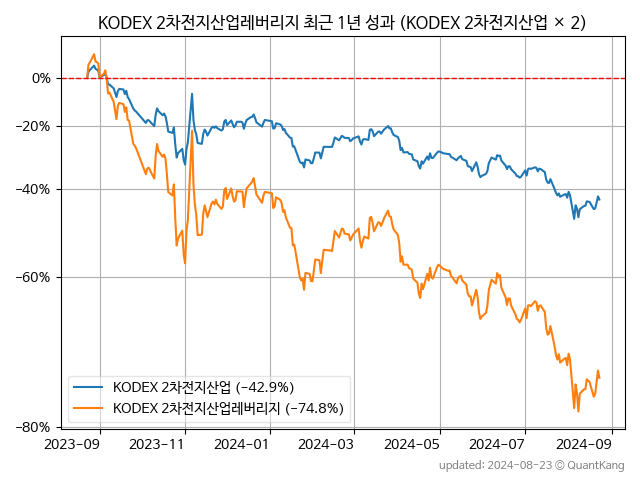 KODEX 2차전지산업레버리지 최근 1년 성과 (KODEX 2차전지산업 × 2)
0%
−20%
−40%
−60%
−80%
KODEX 2차전지산업 (−42.9%)
KODEX 2차전지산업레버리지 (−74.8%)
2023-09 2023-11 2024-01 2024-03 2024-05 2024-07 2024-09
updated: 2024-08-23 © QuantKang